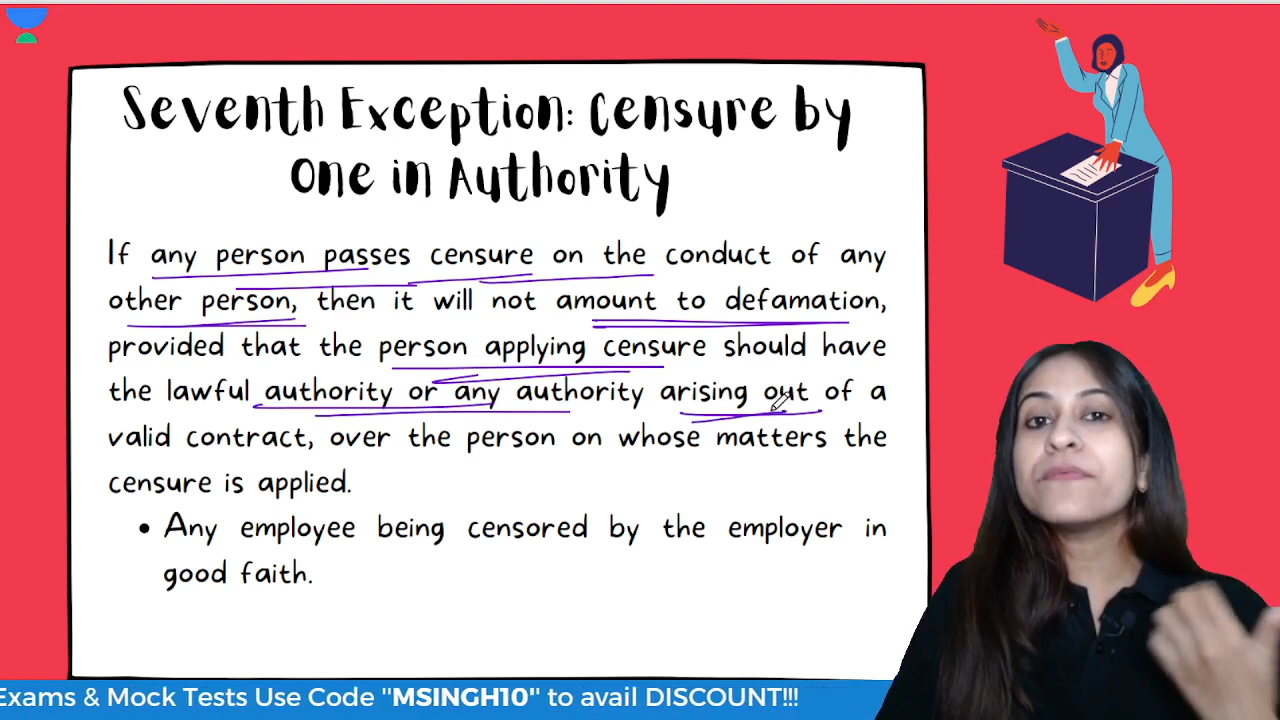 Seventh Exception: Censure by
One in Authority
If any person passes censure on the conduct of any
other person, then it will not amount to defamation,
provided that the person applying censure should have
the lawful authority or any authority arising out of a
valid contract, over the person on whose matters the
censure is applied.
• Any employee being censored by the employer in
good faith.
Exams & Mock Tests Use Code "MSINGH10" to avail DISCOUNT!!!